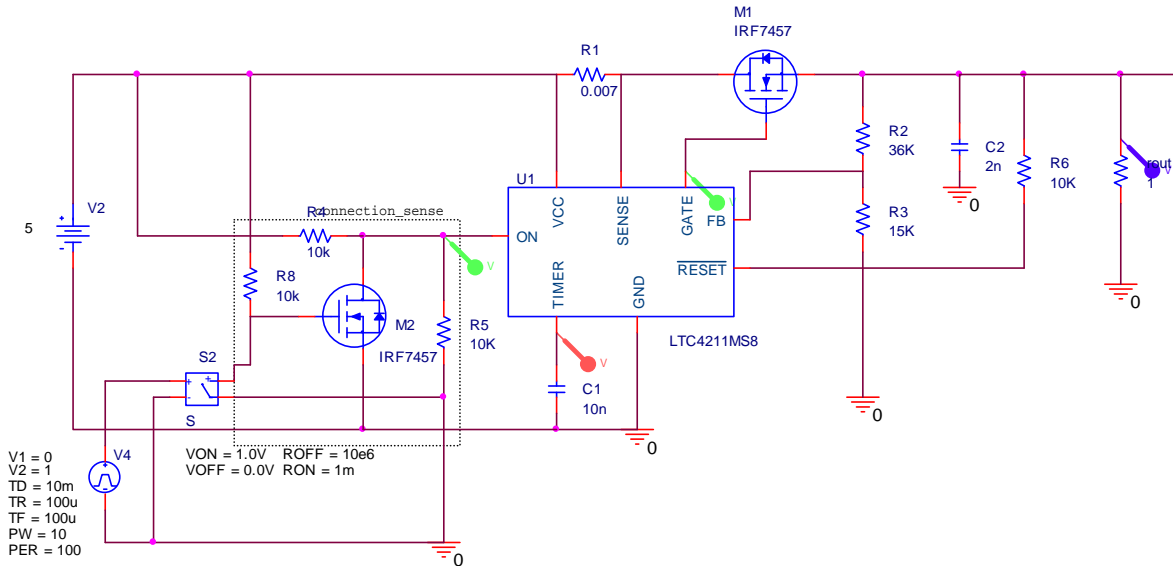 M1
IRF7457
R1
0.007
R2
36K
C2
2n
R6
10K
rout
1
V
0
U1
VCC
SENSE
GATE
V
FB
R3
15K
5
V2
connection_sense
R4
10k
ON
V
RESET
0
R8
10k
TIMER
GND
M2
IRF7457
R5
10K
LTC4211MS8
V
S2
S
C1
10n
0
0
VON = 1.0V
ROFF = 10e6
VOFF = 0.0V
RON = 1m
V1 = 0
V2 = 1
TD = 10m
TR = 100u
TF = 100u
PW = 10
PER = 100
V4
0